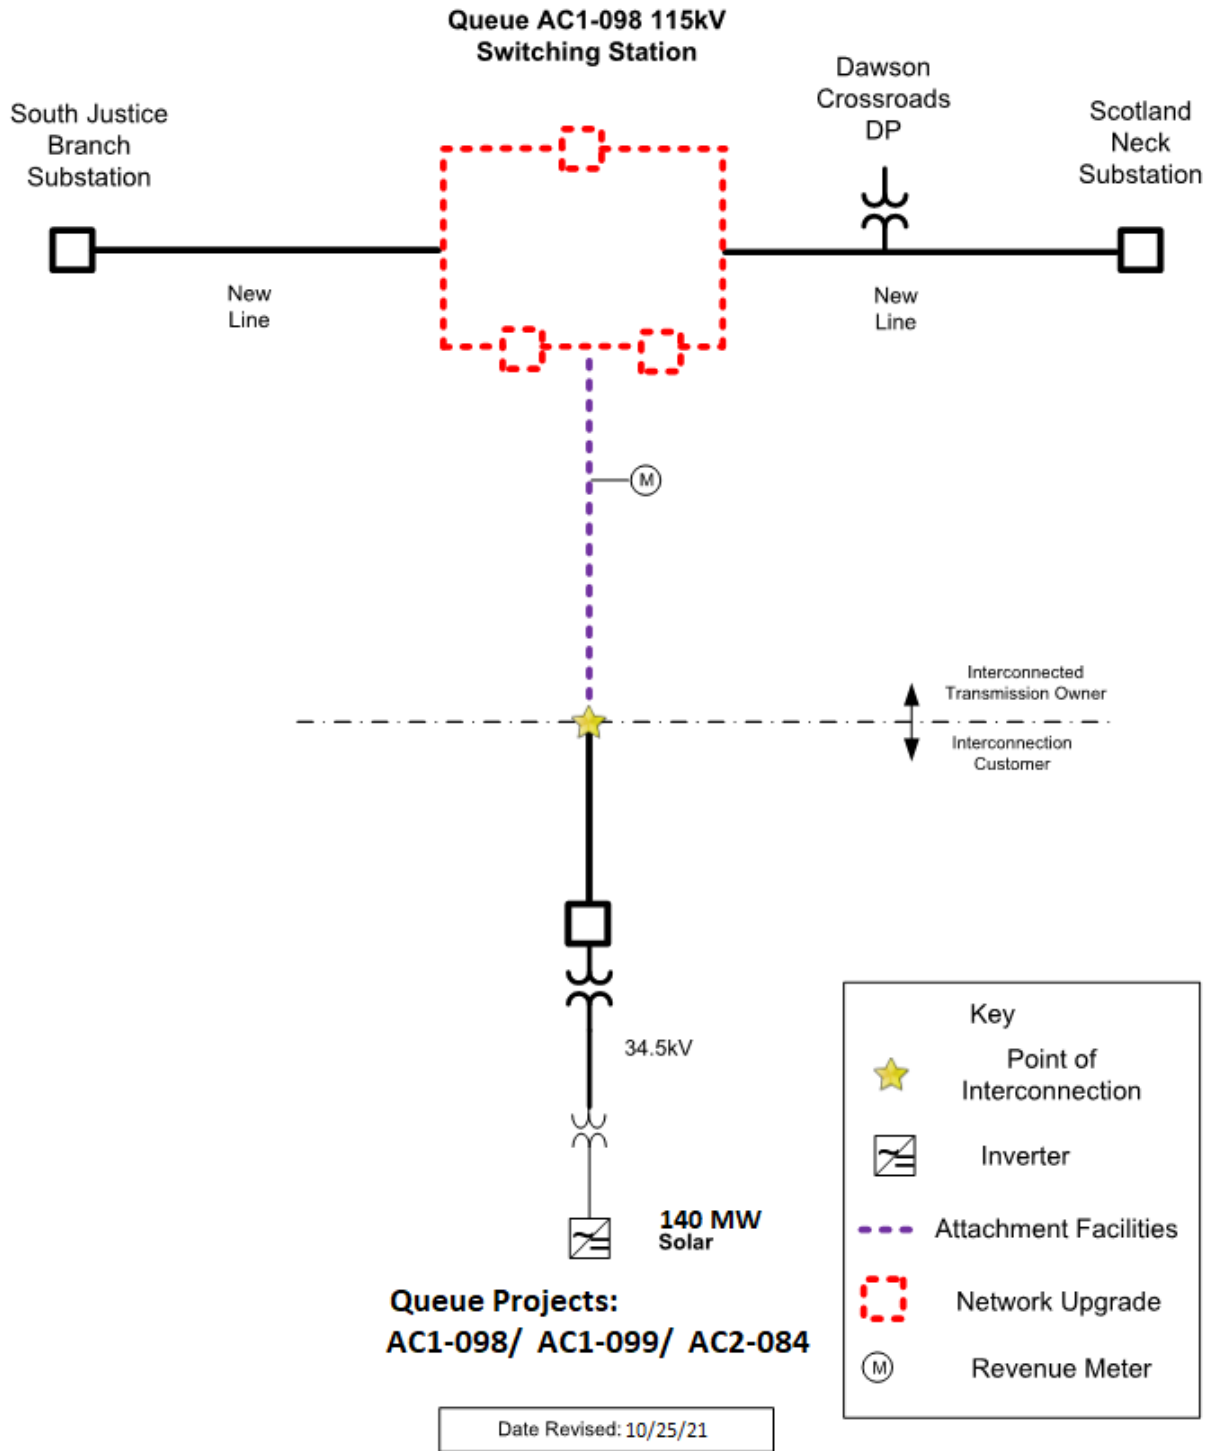 Queue AC1-098 115kV
Switching Station
South Justice
Branch
Substation
Dawson
Crossroads
DP
Scotland
Neck
Substation
New
Line
New
Line
M
Interconnected
Transmission Owner
Interconnection
Customer
34.5kV
140 MW
Solar
Queue Projects:
AC1-098/ AC1-099/ AC2-084
Key
Point of
Interconnection
Inverter
Attachment Facilities
Network Upgrade
M
Revenue Meter
Date Revised: 10/25/21